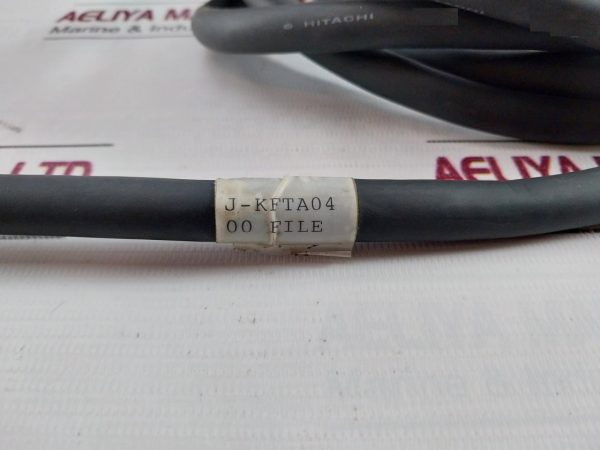 AELIYA M
Marine & Indu
© HITACHI
LTD
AELIYA M
J-KFTA04
00 FILE